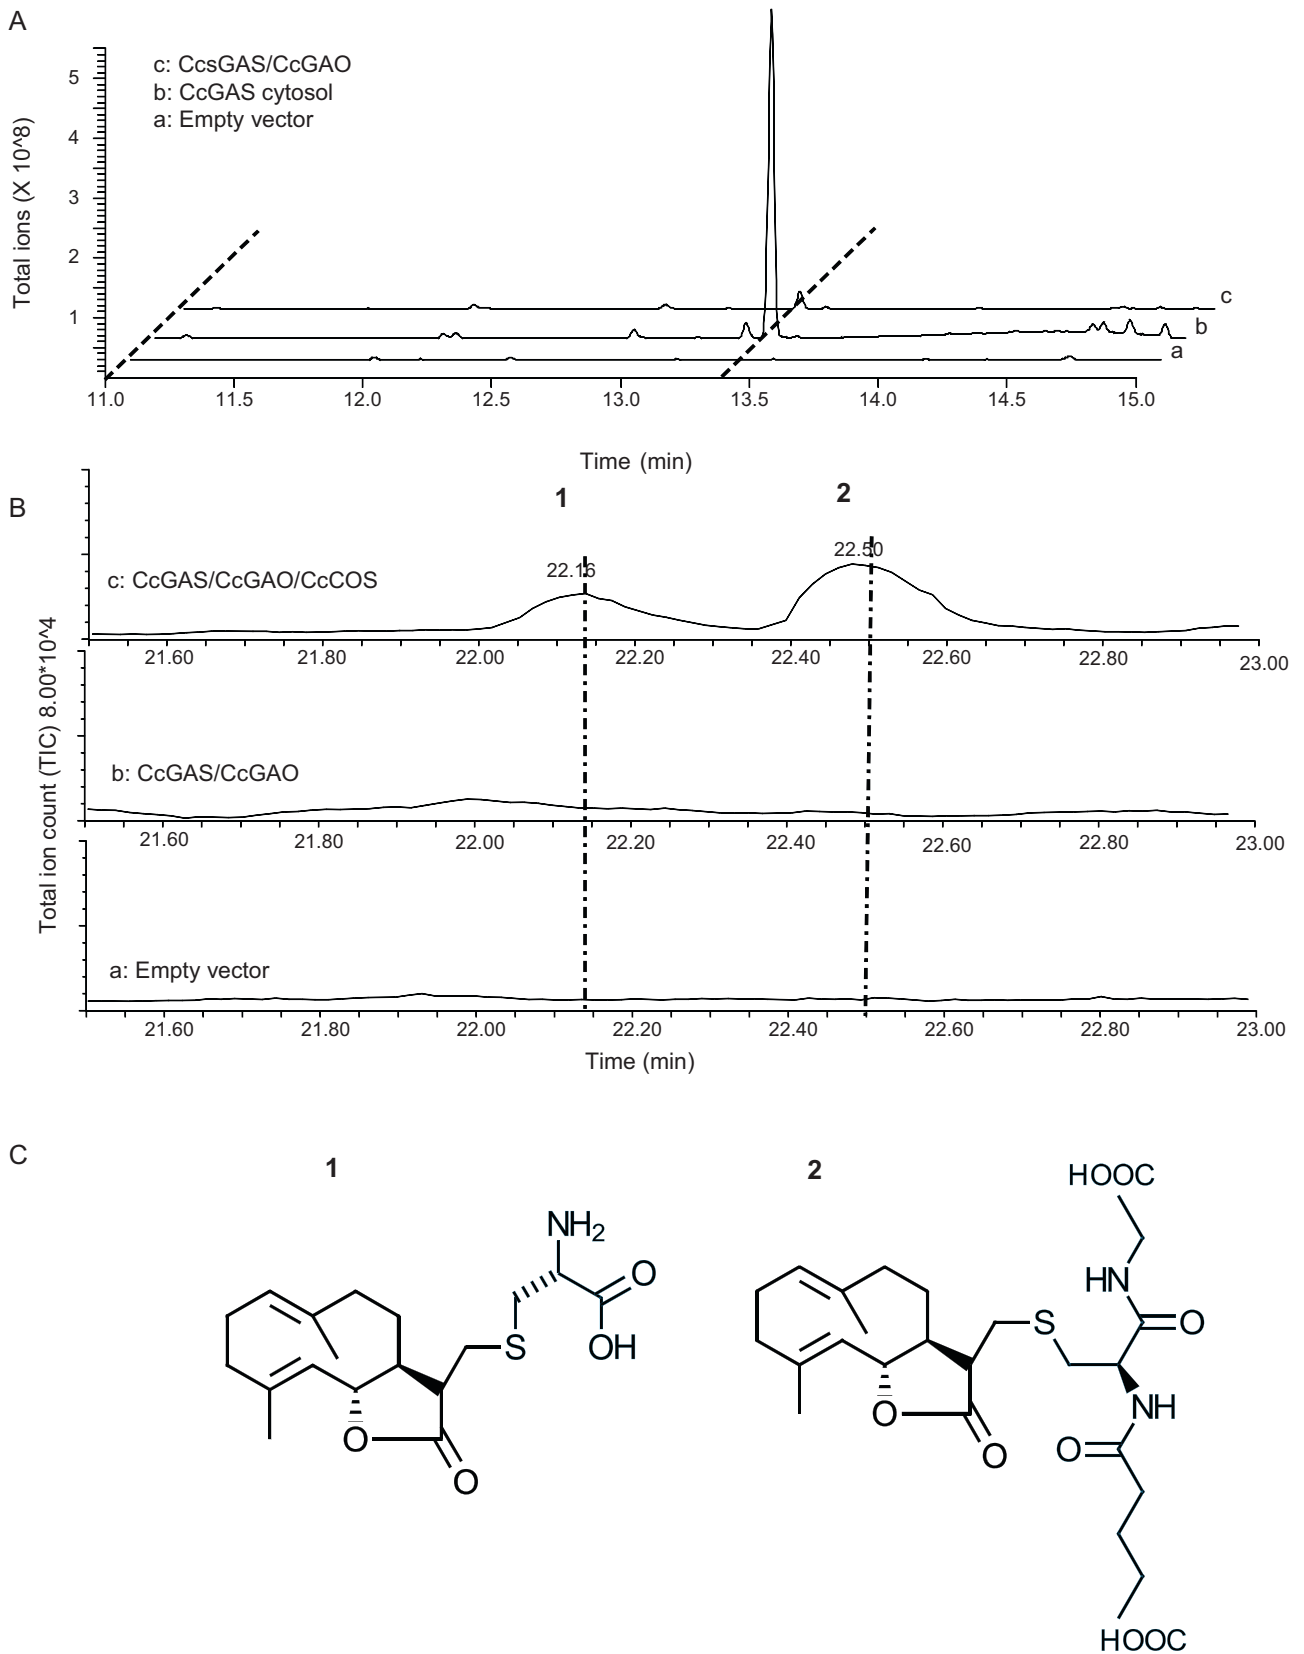 A
c: CcsGAS/CcGAO
b: CcGAS cytosol
a: Empty vector
Total ions (X 10^8)
5
4
3
2
1
c
b
a
11.0 11.5 12.0 12.5 13.0 13.5 14.0 14.5 15.0
Time (min)
B
1 2
22.16 22.50
c: CcGAS/CcGAO/CcCOS
21.60 21.80 22.00 22.20 22.40 22.60 22.80 23.00
Total ion count (TIC) 8.00*10^4
b: CcGAS/CcGAO
21.60 21.80 22.00 22.20 22.40 22.60 22.80 23.00
a: Empty vector
21.60 21.80 22.00 22.20 22.40 22.60 22.80 23.00
Time (min)
C
1
NH2
O
OH
S
O
O
2
HOOC
HN
S
O
O
NH
O
O
HOOC